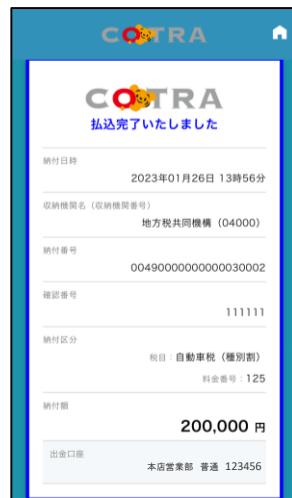 COTRA
COTRA
払込完了いたしました
納付日時
2023年01月26日 13時56分
収納機関名（収納機関番号）
地方税共同機構（04000）
納付番号
00490000000000030002
確認番号
111111
納付区分
税目：自動車税（種別割）
料金番号：125
納付額
200,000 円
出金口座
本店営業部 普通 123456